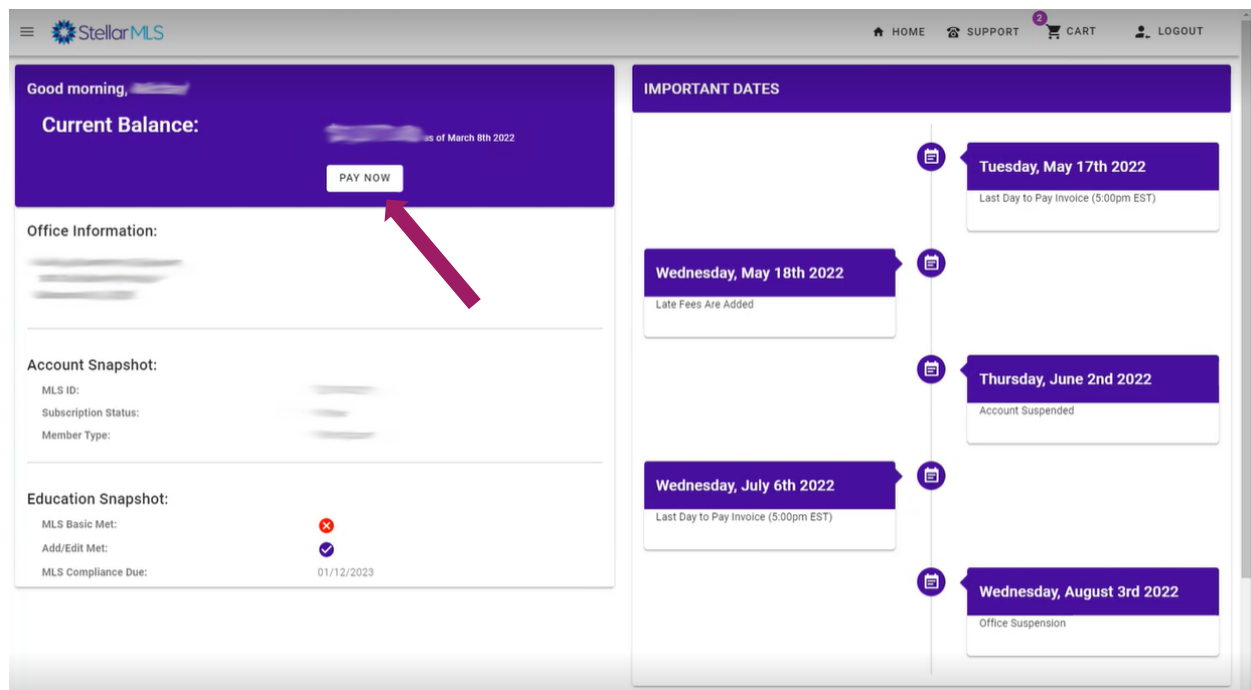 StellarMLS
HOME
SUPPORT
2
CART
LOGOUT
Good morning,
Current Balance:
as of March 8th 2022
PAY NOW
Office Information:
Account Snapshot:
MLS ID:
Subscription Status:
Member Type:
Education Snapshot:
MLS Basic Met:
Add/Edit Met:
MLS Compliance Due: 01/12/2023
IMPORTANT DATES
Tuesday, May 17th 2022
Last Day to Pay Invoice (5:00pm EST)
Wednesday, May 18th 2022
Late Fees Are Added
Thursday, June 2nd 2022
Account Suspended
Wednesday, July 6th 2022
Last Day to Pay Invoice (5:00pm EST)
Wednesday, August 3rd 2022
Office Suspension